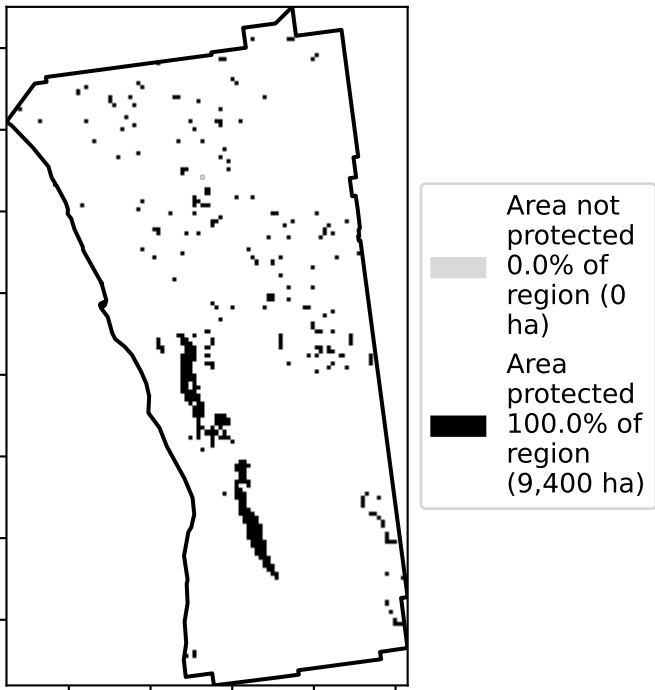 Area not
protected
0.0% of
region (0
ha)
Area
protected
100.0% of
region
(9,400 ha)